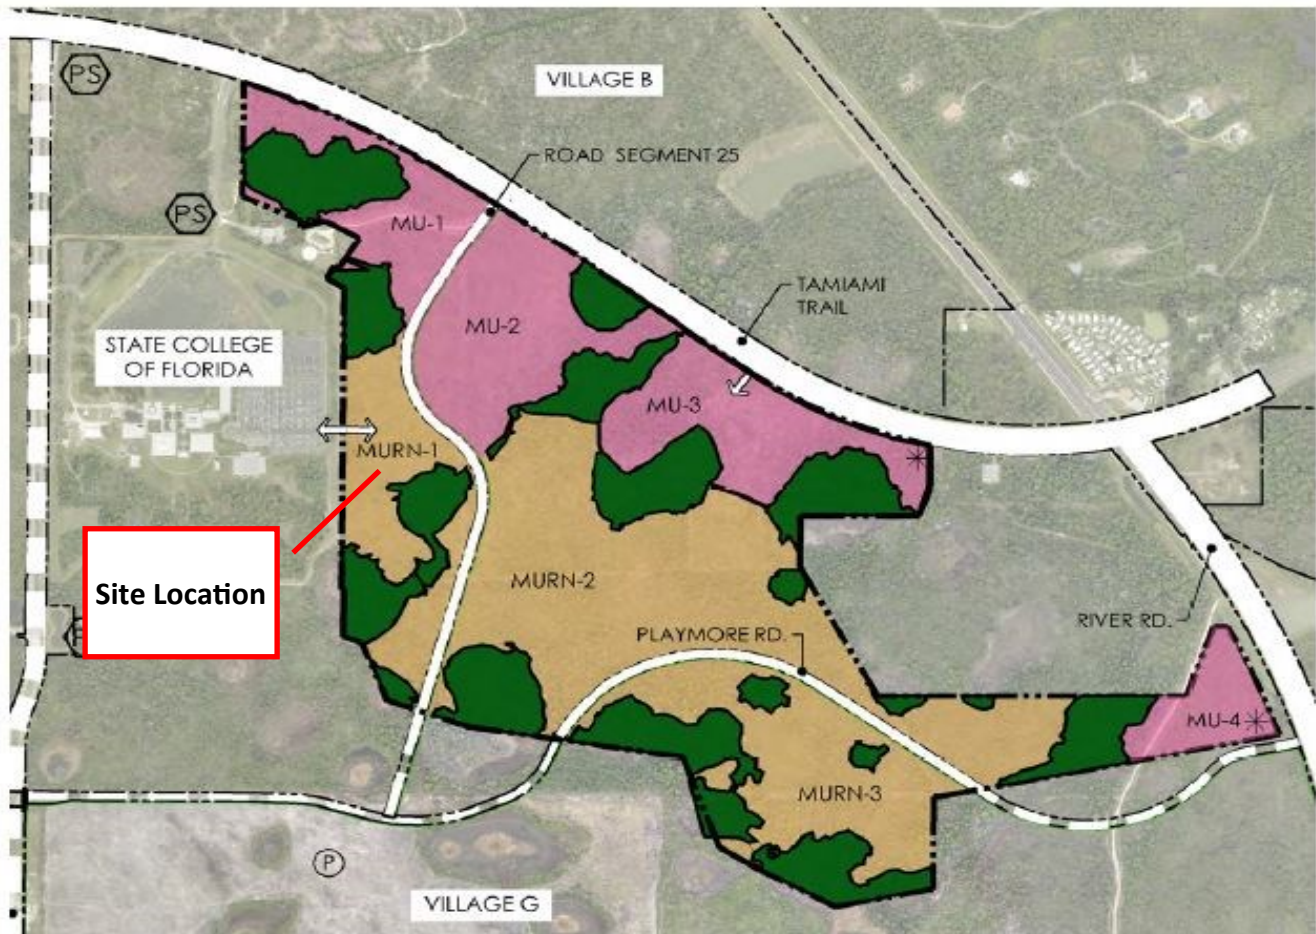 PS
VILLAGE B
ROAD SEGMENT 25
PS
MU-1
TAMIAMI
TRAIL
MU-2
STATE COLLEGE
OF FLORIDA
MU-3
MURN-1
Site Location
MURN-2
PLAYMORE RD.
RIVER RD.
MU-4
MURN-3
P
VILLAGE G